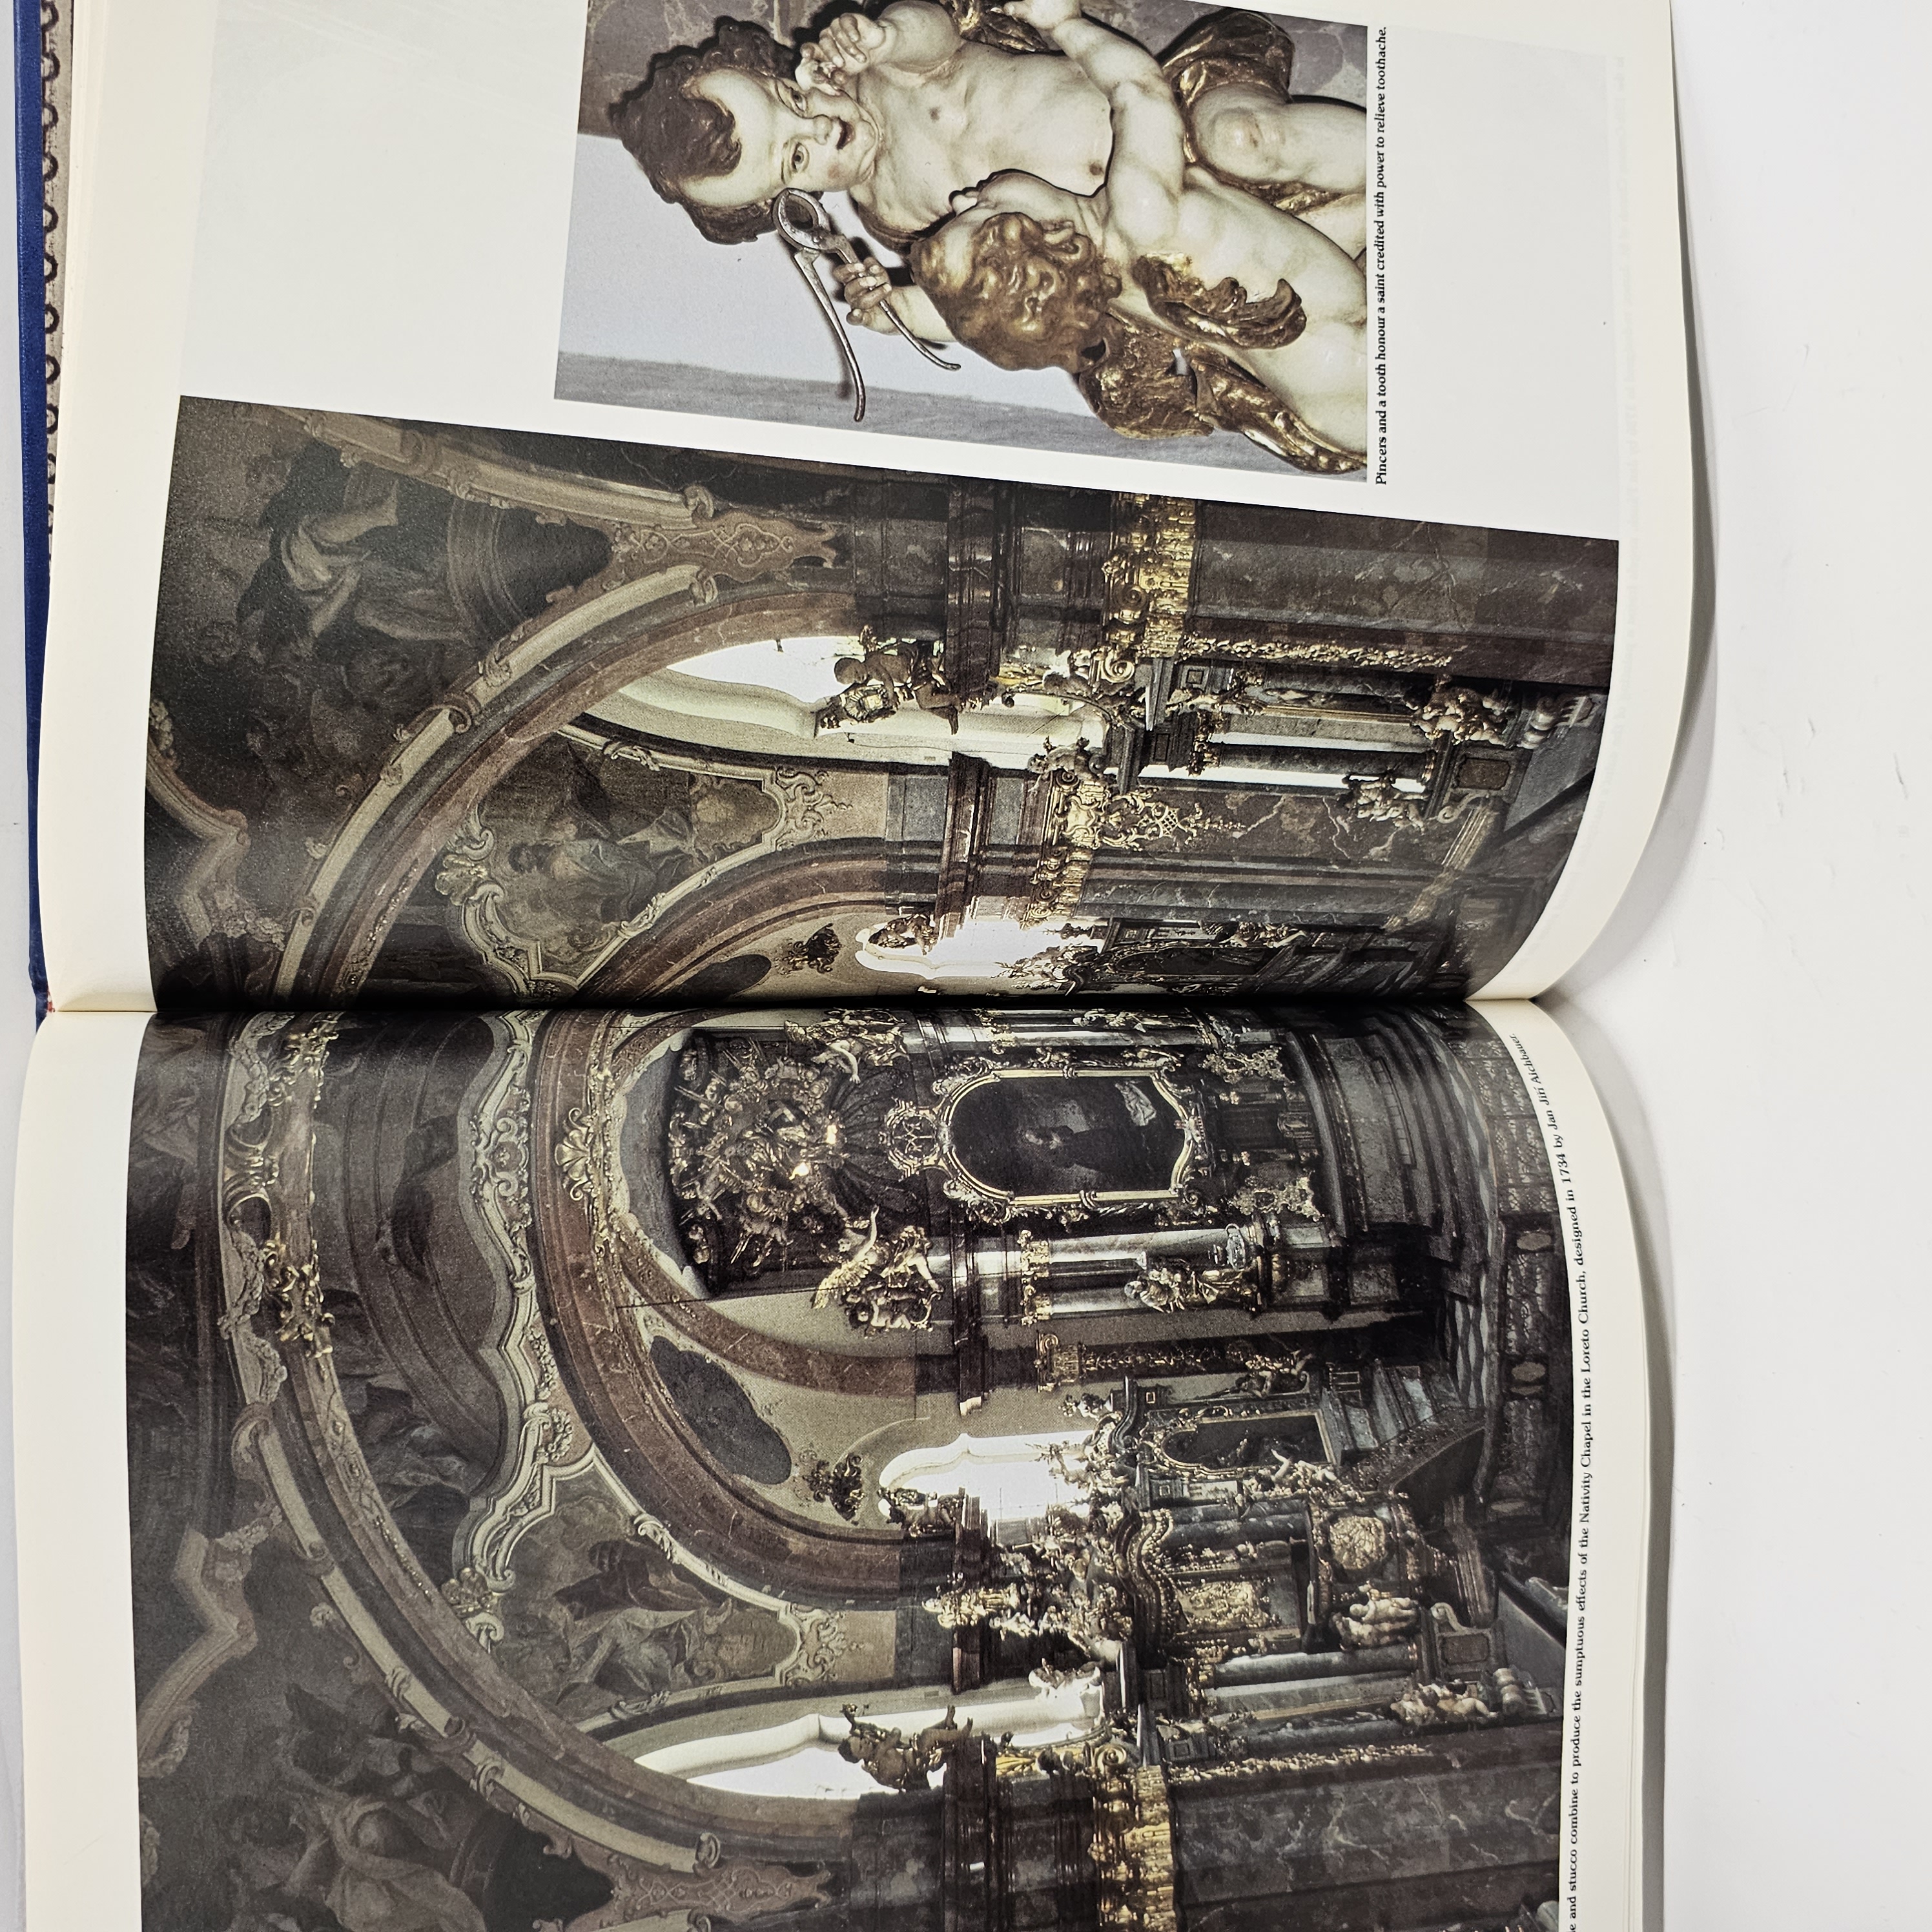 and stucco combine to produce the sumptuous effects of the Nativity Chapel in the Loreto Church, designed in 1734 by Jan Jiří Aichbauer.
Pincers and a tooth honour a saint credited with power to relieve toothache.